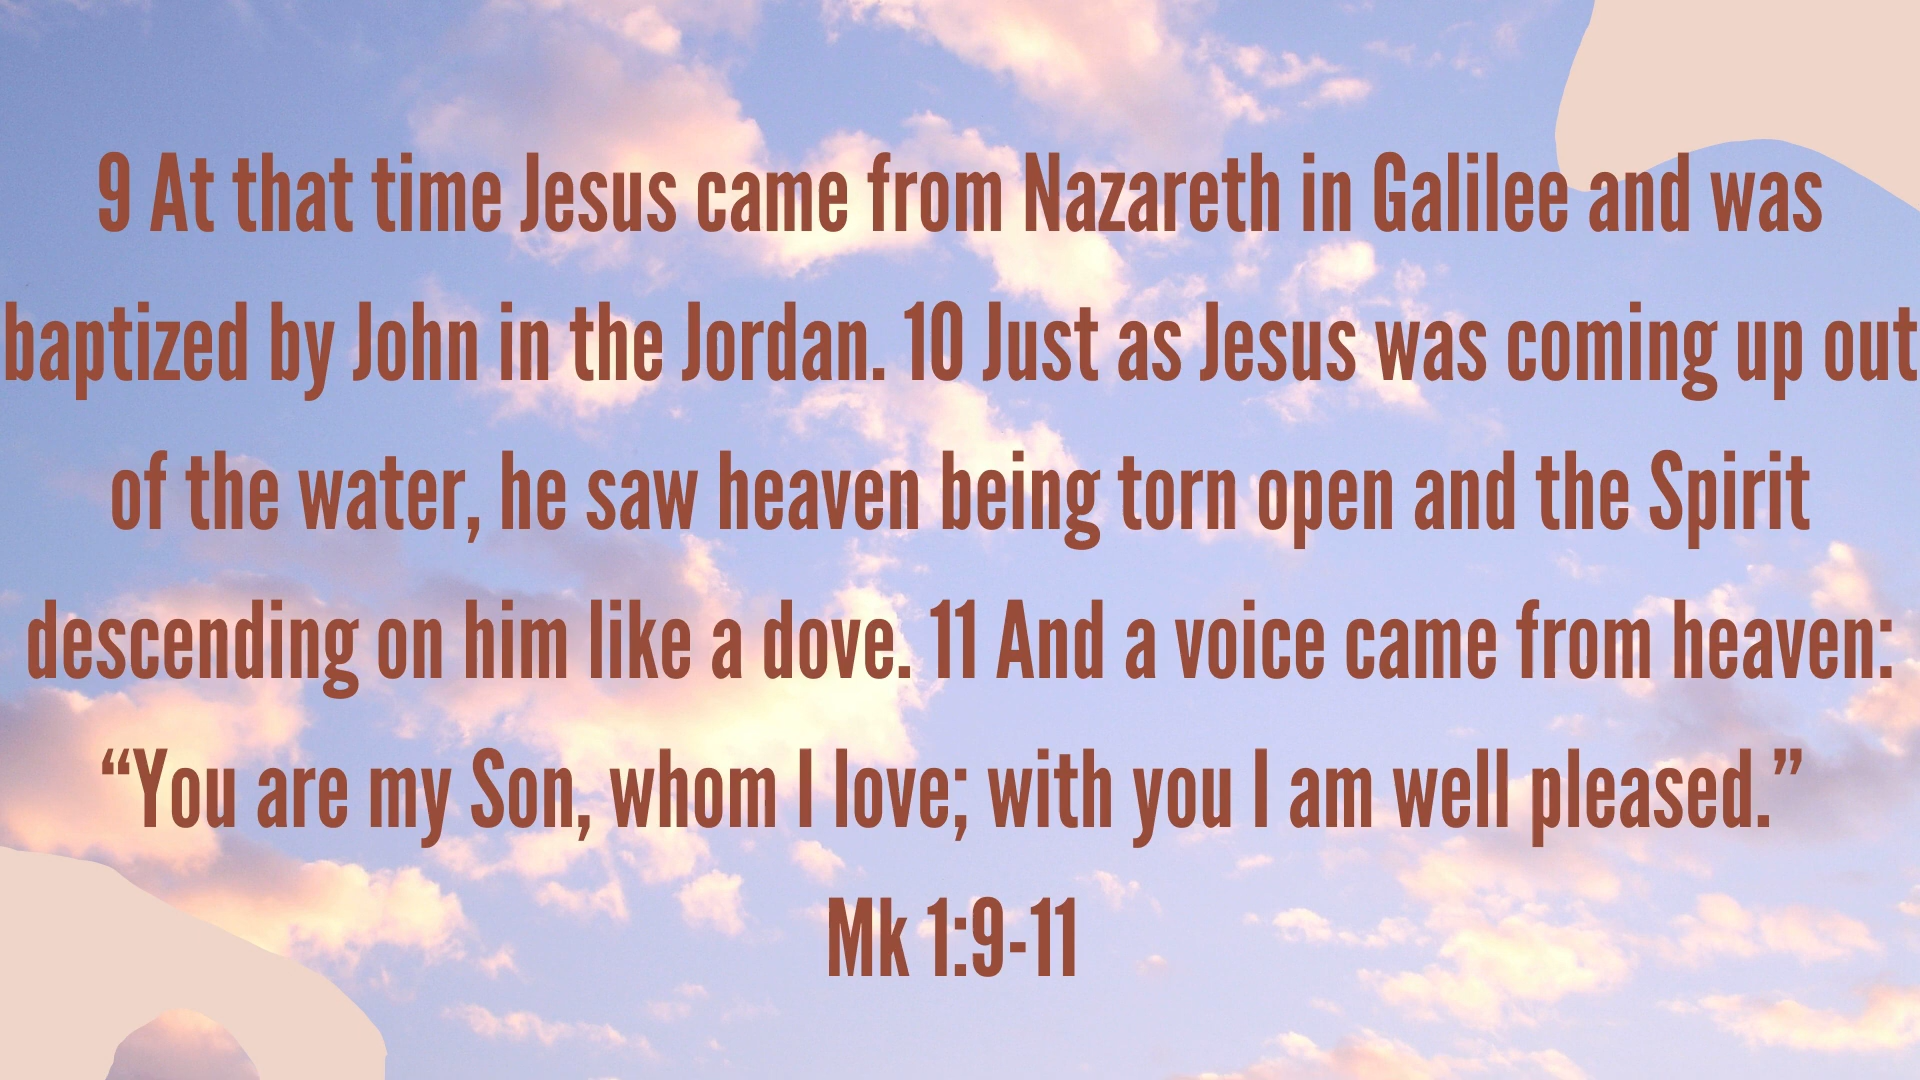 9 At that time Jesus came from Nazareth in Galilee and was
baptized by John in the Jordan. 10 Just as Jesus was coming up out
of the water, he saw heaven being torn open and the Spirit
descending on him like a dove. 11 And a voice came from heaven:
“You are my Son, whom I love; with you I am well pleased.”
Mk 1:9-11